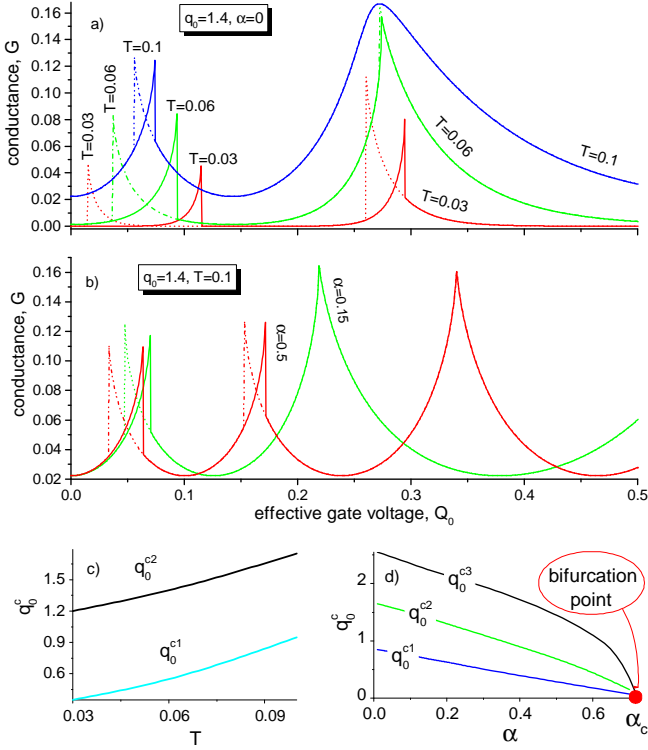 q₀=1.4, α=0
a)
conductance, G
0.16
0.14
0.12
0.10
0.08
0.06
0.04
0.02
0.00
T=0.03
T=0.06
T=0.1
T=0.06
T=0.03
T=0.06
T=0.03
T=0.1
b)
q₀=1.4, T=0.1
conductance, G
0.16
0.14
0.12
0.10
0.08
0.06
0.04
0.02
α=0.5
α=0.15
0.0 0.1 0.2 0.3 0.4 0.5
effective gate voltage, Q₀
c)
q₀ᶜ
1.5
1.2
0.9
0.6
q₀ᶜ²
q₀ᶜ¹
0.03 0.06 0.09
T
d)
q₀ᶜ
2
1
0
q₀ᶜ³
q₀ᶜ²
q₀ᶜ¹
bifurcation
point
0.0 0.2 0.4 0.6
α
α_c